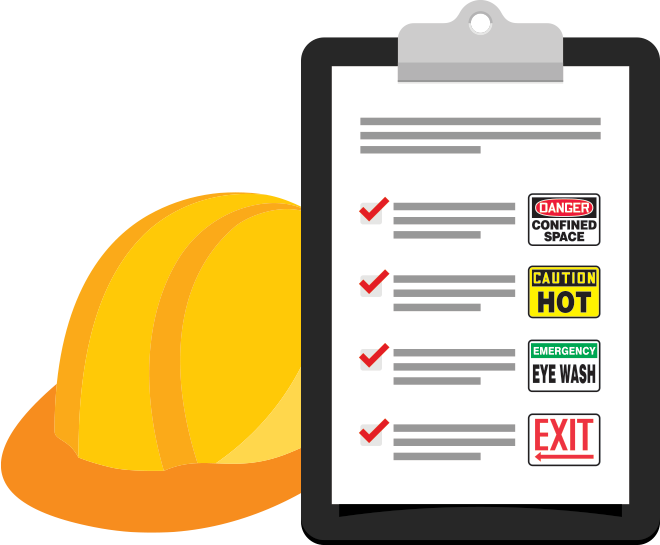 DANGER
CONFINED
SPACE
CAUTION
HOT
EMERGENCY
EYE WASH
EXIT